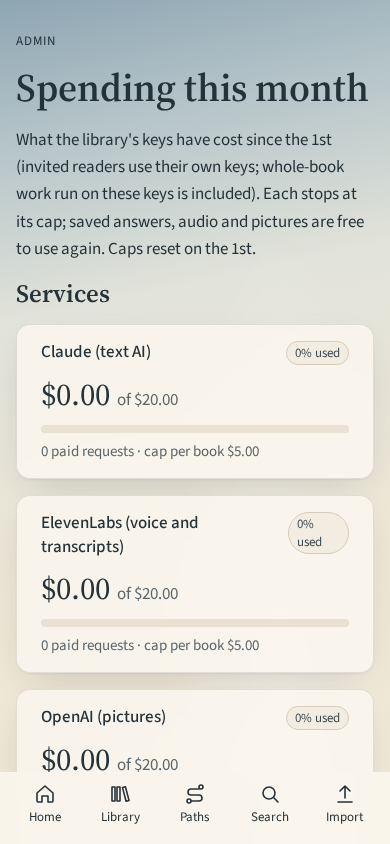 ADMIN
Spending this month
What the library's keys have cost since the 1st
(invited readers use their own keys; whole-book
work run on these keys is included). Each stops at
its cap; saved answers, audio and pictures are free
to use again. Caps reset on the 1st.
Services
Claude (text AI)
0% used
$0.00 of $20.00
0 paid requests · cap per book $5.00
ElevenLabs (voice and
transcripts)
0%
used
$0.00 of $20.00
0 paid requests · cap per book $5.00
OpenAI (pictures)
0% used
$0.00 of $20.00
Home
Library
Paths
Search
Import